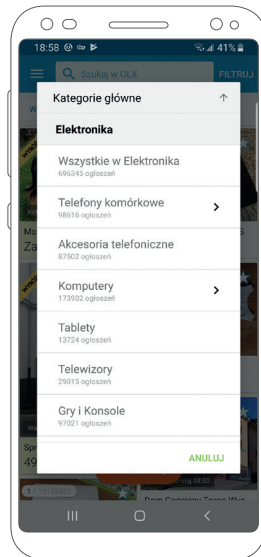 18:58 41%
Szukaj w OLX FILTRUJ
Kategorie główne
Elektronika
Wszystkie w Elektronika
696345 ogłoszeń
Telefony komórkowe
98616 ogłoszeń
Akcesoria telefoniczne
87502 ogłoszeń
Komputery
173902 ogłoszeń
Tablety
13724 ogłoszeń
Telewizory
29015 ogłoszeń
Gry i Konsole
97021 ogłoszeń
ANULUJ